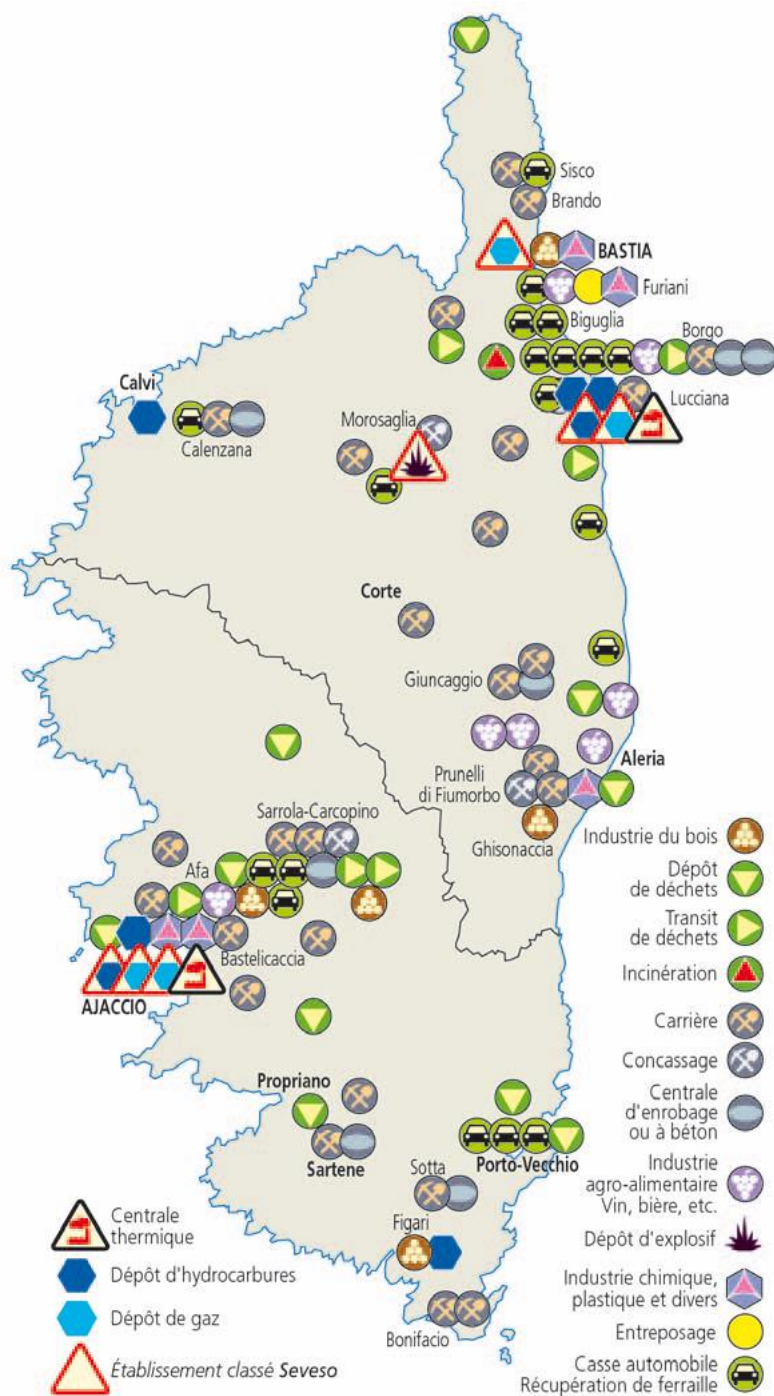 Sisco
Brando
BASTIA
Furiani
Biguglia
Borgo
Calvi
Lucciana
Morosaglia
Calenzana
Corte
Giuncaggio
Aleria
Prunelli
di Fiumorbo
Ghisonaccia
Sarrola-Carcopino
Afa
Bastelicaccia
AJACCIO
Propriano
Sartene
Porto-Vecchio
Sotta
Figari
Bonifacio
Centrale
thermique
Dépôt d'hydrocarbures
Dépôt de gaz
Établissement classé Seveso
Industrie du bois
Dépôt
de déchets
Transit
de déchets
Incinération
Carrière
Concassage
Centrale
d'enrobage
ou à béton
Industrie
agro-alimentaire
Vin, bière, etc.
Dépôt d'explosif
Industrie chimique,
plastique et divers
Entreposage
Casse automobile
Récupération de ferraille